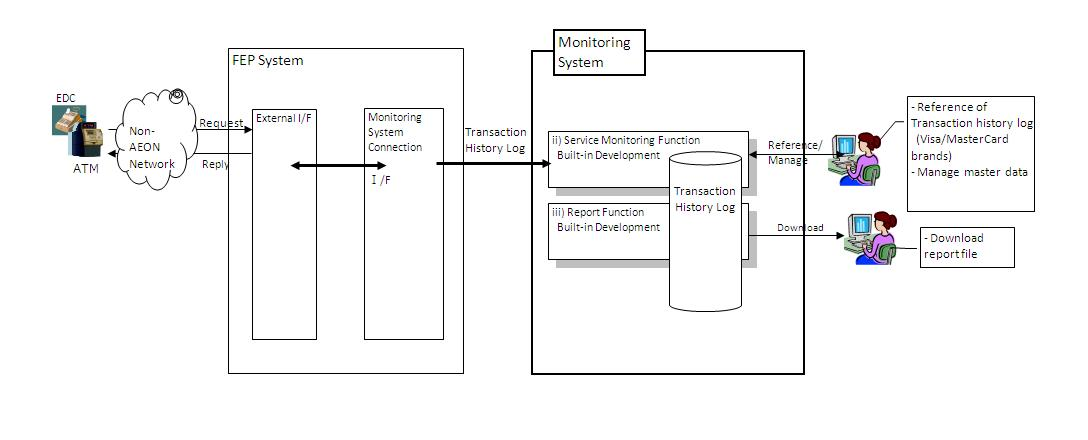 Monitoring
System
FEP System
EDC
ATM
Non-
AEON
Network
Request
Reply
External I/F
Monitoring
System
Connection
Ⅰ/F
Transaction
History Log
ii) Service Monitoring Function
Built-in Development
iii) Report Function
Built-in Development
Transaction
History Log
Reference/
Manage
Download
- Reference of
Transaction history log
(Visa/MasterCard
brands)
- Manage master data
- Download
report file